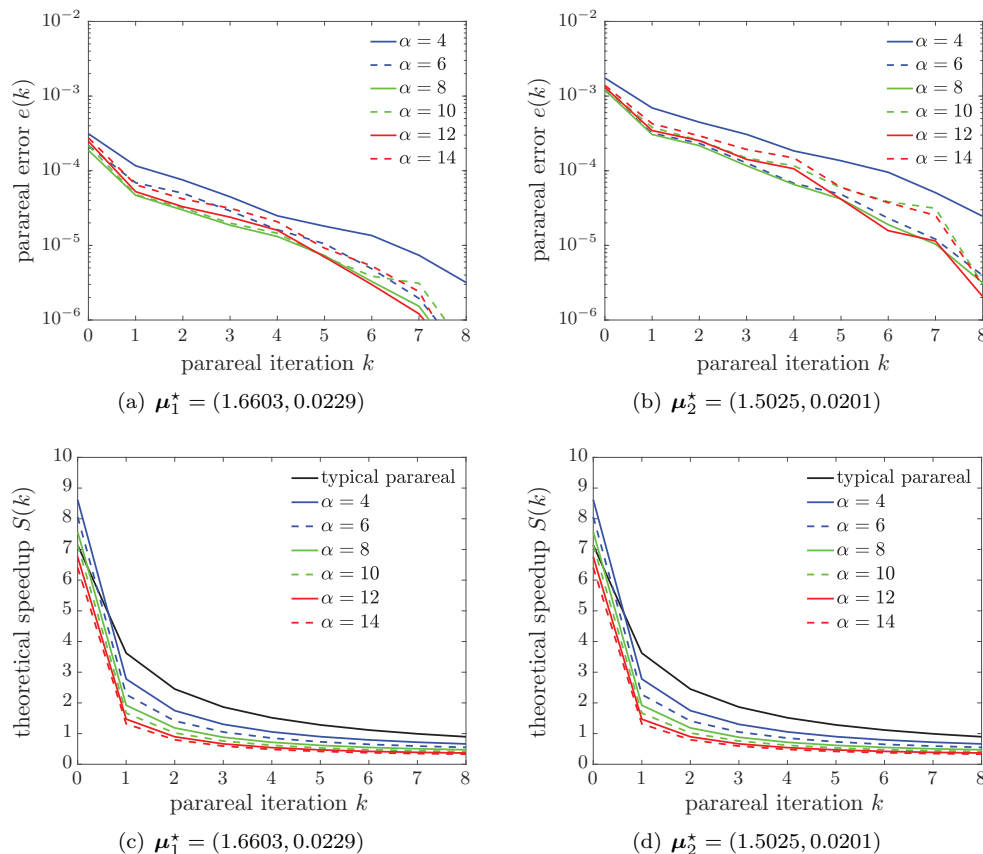 10^{-2}
10^{-3}
10^{-4}
10^{-5}
10^{-6}
parareal error e(k)
α = 4
α = 6
α = 8
α = 10
α = 12
α = 14
0 1 2 3 4 5 6 7 8
parareal iteration k
(a) μ_1^⋆ = (1.6603, 0.0229)
10^{-2}
10^{-3}
10^{-4}
10^{-5}
10^{-6}
parareal error e(k)
α = 4
α = 6
α = 8
α = 10
α = 12
α = 14
0 1 2 3 4 5 6 7 8
parareal iteration k
(b) μ_2^⋆ = (1.5025, 0.0201)
10
9
8
7
6
5
4
3
2
1
0
theoretical speedup S(k)
typical parareal
α = 4
α = 6
α = 8
α = 10
α = 12
α = 14
0 1 2 3 4 5 6 7 8
parareal iteration k
(c) μ_1^⋆ = (1.6603, 0.0229)
10
9
8
7
6
5
4
3
2
1
0
theoretical speedup S(k)
typical parareal
α = 4
α = 6
α = 8
α = 10
α = 12
α = 14
0 1 2 3 4 5 6 7 8
parareal iteration k
(d) μ_2^⋆ = (1.5025, 0.0201)